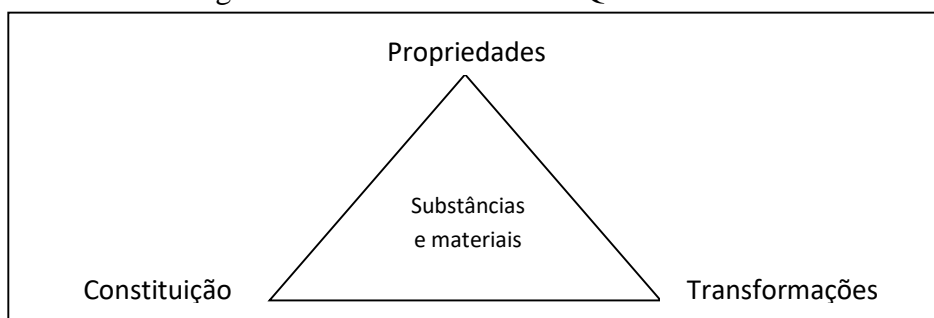 Propriedades
Substâncias
e materiais
Constituição
Transformações